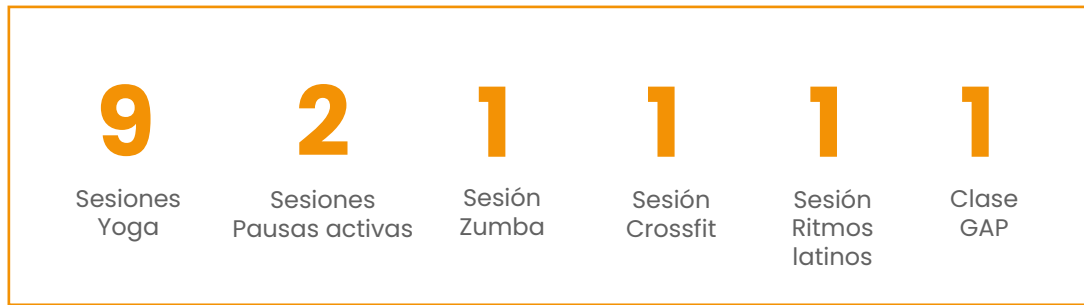 9
Sesiones
Yoga
2
Sesiones
Pausas activas
1
Sesión
Zumba
1
Sesión
Crossfit
1
Sesión
Ritmos
latinos
1
Clase
GAP